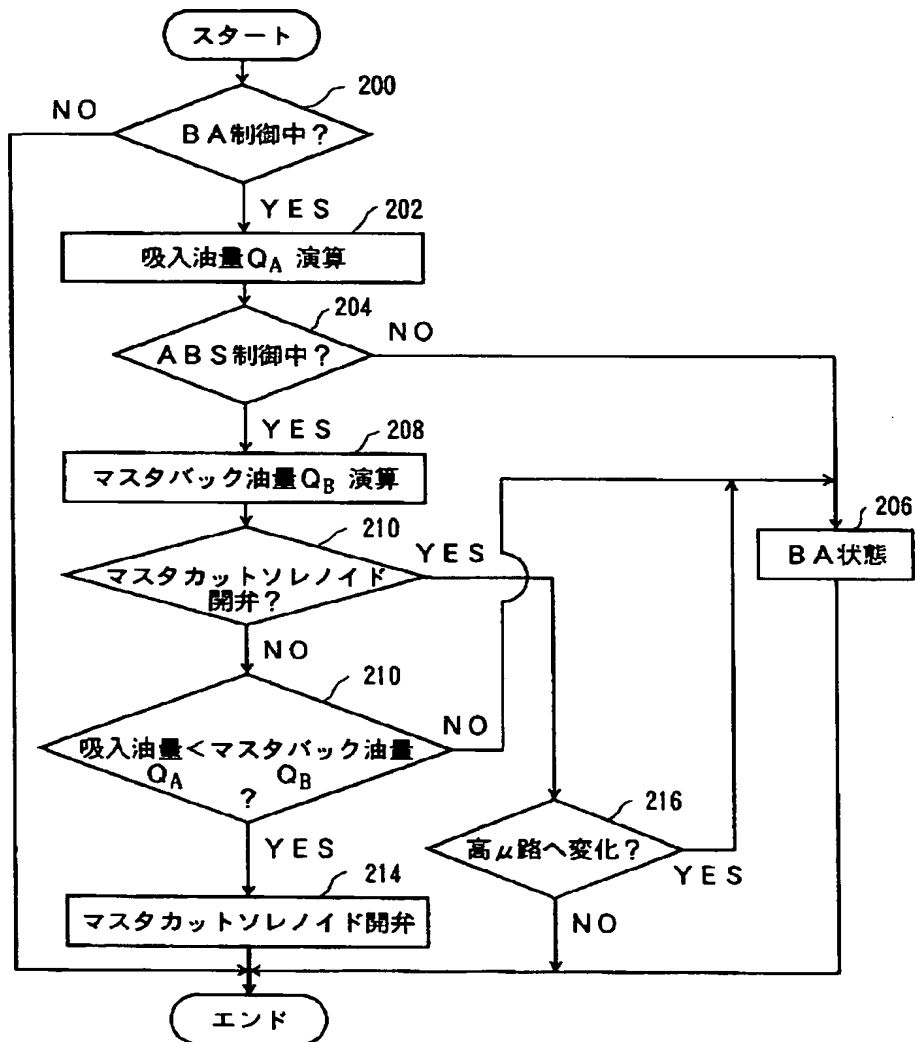 スタート
200
NO
BA制御中?
YES
202
吸入油量QA 演算
204
NO
ABS制御中?
YES
208
マスタバック油量QB 演算
206
BA状態
210
YES
マスタカットソレノイド
開弁?
NO
210
NO
吸入油量<マスタバック油量
QA QB
?
216
高μ路へ変化?
YES
YES
214
マスタカットソレノイド開弁
NO
エンド